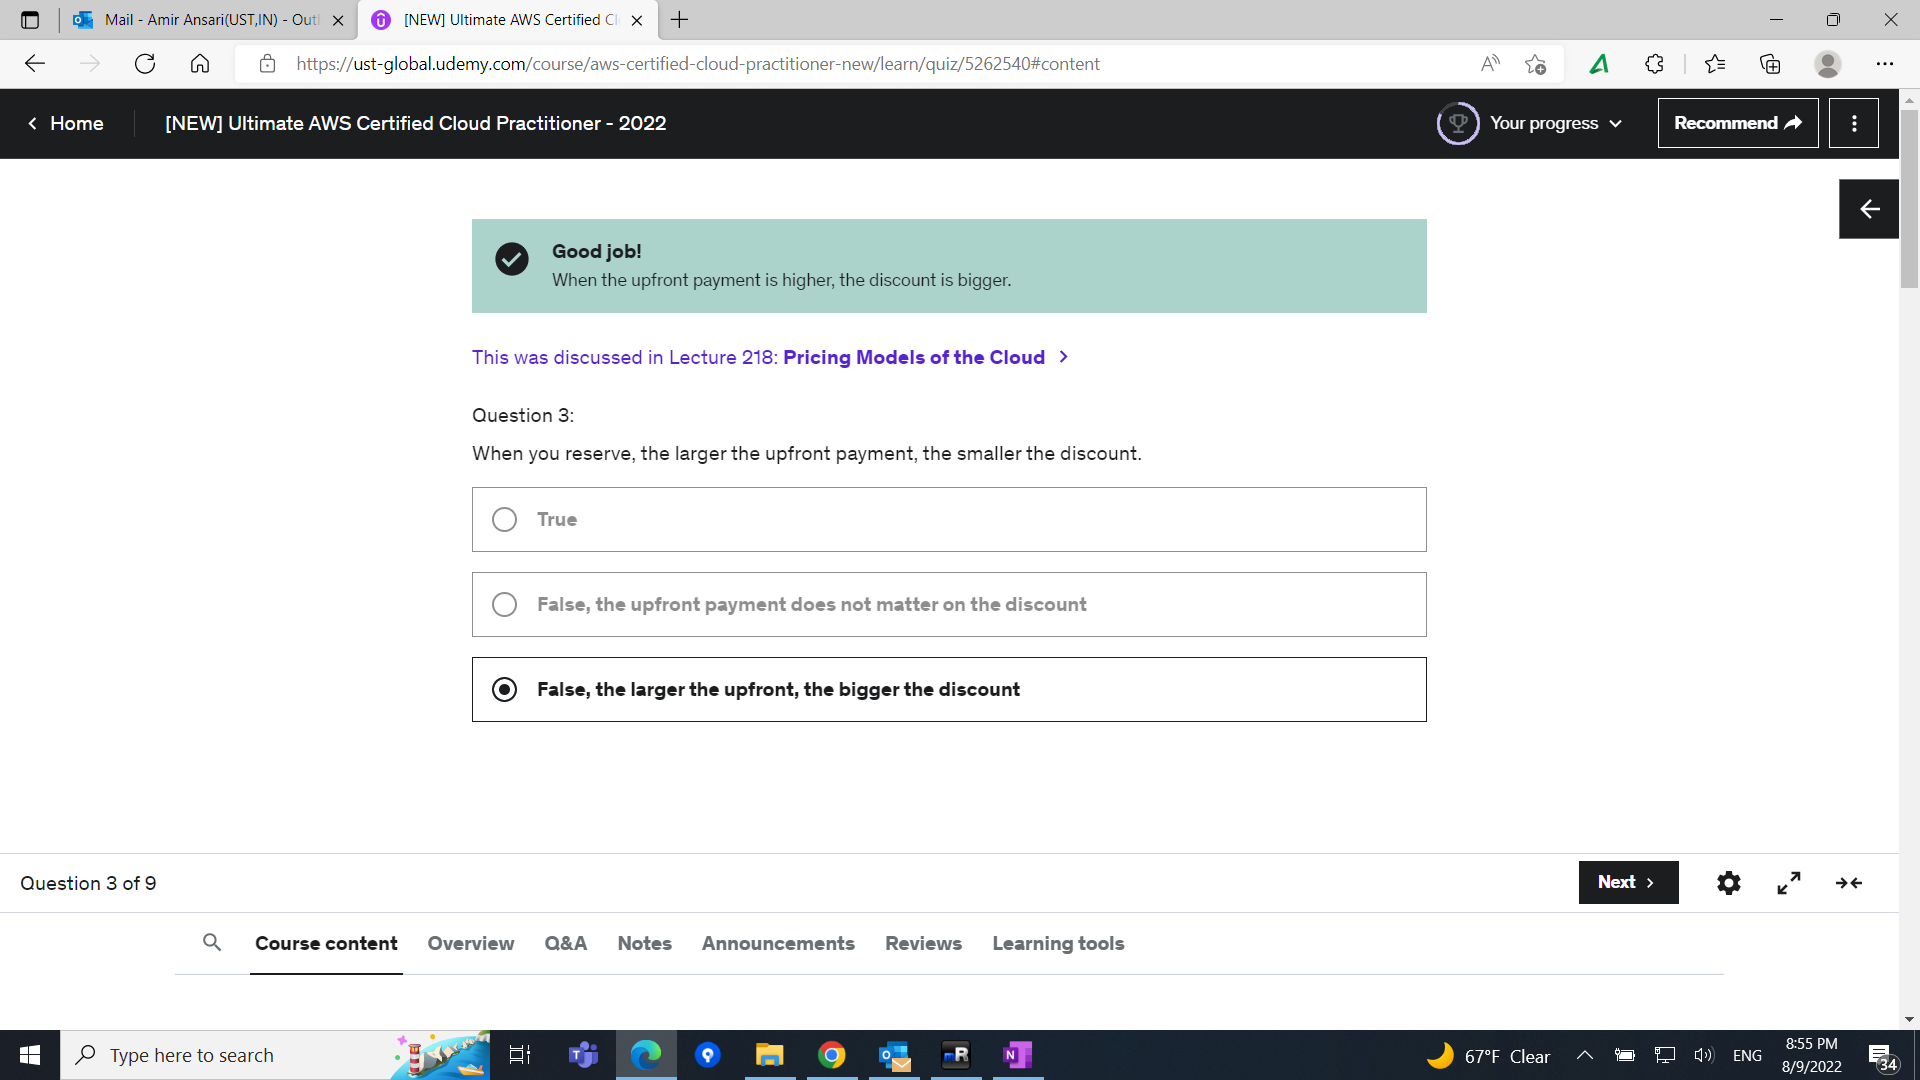 Mail - Amir Ansari(UST,IN) - Out
[NEW] Ultimate AWS Certified Cl
https://ust-global.udemy.com/course/aws-certified-cloud-practitioner-new/learn/quiz/5262540#content
Home
[NEW] Ultimate AWS Certified Cloud Practitioner - 2022
Your progress
Recommend
Good job!
When the upfront payment is higher, the discount is bigger.
This was discussed in Lecture 218: Pricing Models of the Cloud
Question 3:
When you reserve, the larger the upfront payment, the smaller the discount.
True
False, the upfront payment does not matter on the discount
False, the larger the upfront, the bigger the discount
Question 3 of 9
Next
Course content Overview Q&A Notes Announcements Reviews Learning tools
Type here to search
67°F Clear
ENG
8:55 PM
8/9/2022
34